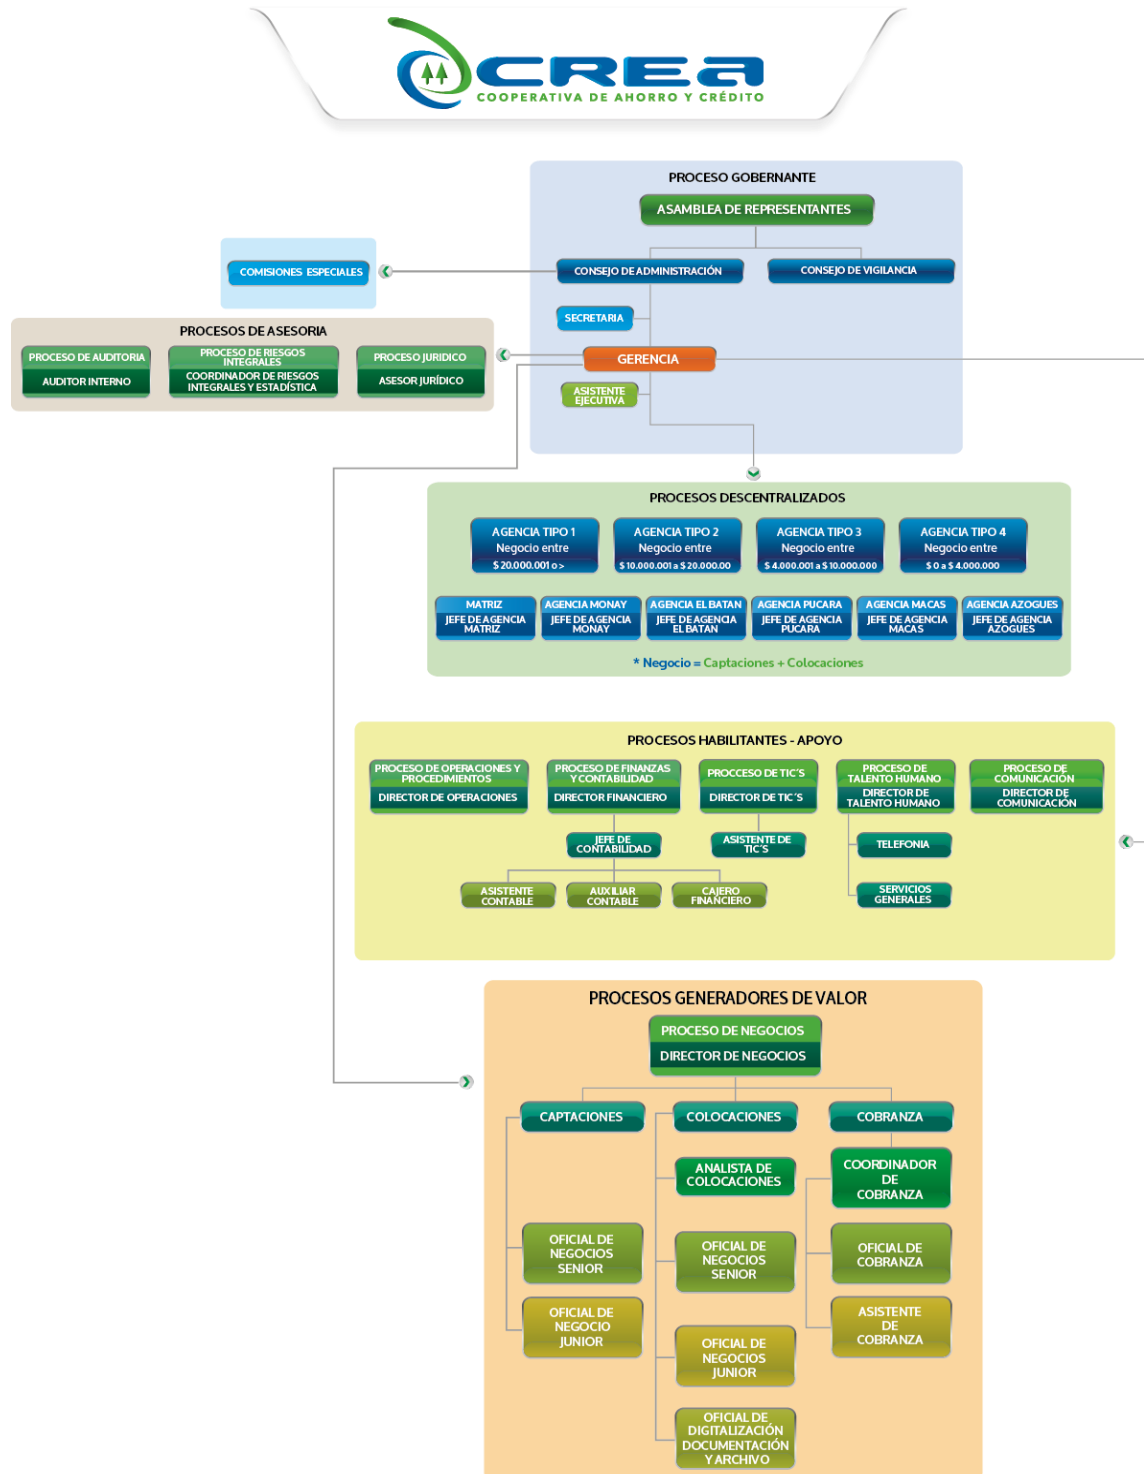 CREA
COOPERATIVA DE AHORRO Y CRÉDITO
PROCESO GOBERNANTE
ASAMBLEA DE REPRESENTANTES
COMISIONES ESPECIALES
CONSEJO DE ADMINISTRACIÓN
CONSEJO DE VIGILANCIA
SECRETARIA
GERENCIA
ASISTENTE
EJECUTIVA
PROCESOS DE ASESORIA
PROCESO DE AUDITORIA
AUDITOR INTERNO
PROCESO DE RIESGOS
INTEGRALES
COORDINADOR DE RIESGOS
INTEGRALES Y ESTADÍSTICA
PROCESO JURIDICO
ASESOR JURÍDICO
PROCESOS DESCENTRALIZADOS
AGENCIA TIPO 1
Negocio entre
$ 20.000.001 o >
AGENCIA TIPO 2
Negocio entre
$ 10.000.001 a $ 20.000.00
AGENCIA TIPO 3
Negocio entre
$ 4.000.001 a $ 10.000.000
AGENCIA TIPO 4
Negocio entre
$ 0 a $ 4.000.000
MATRIZ
JEFE DE AGENCIA
MATRIZ
AGENCIA MONAY
JEFE DE AGENCIA
MONAY
AGENCIA EL BATAN
JEFE DE AGENCIA
EL BATAN
AGENCIA PUCARA
JEFE DE AGENCIA
PUCARA
AGENCIA MACAS
JEFE DE AGENCIA
MACAS
AGENCIA AZOGUES
JEFE DE AGENCIA
AZOGUES
* Negocio = Captaciones + Colocaciones
PROCESOS HABILITANTES - APOYO
PROCESO DE OPERACIONES Y
PROCEDIMIENTOS
DIRECTOR DE OPERACIONES
PROCESO DE FINANZAS
Y CONTABILIDAD
DIRECTOR FINANCIERO
PROCCESO DE TIC´S
DIRECTOR DE TIC´S
PROCESO DE
TALENTO HUMANO
DIRECTOR DE
TALENTO HUMANO
PROCESO DE
COMUNICACIÓN
DIRECTOR DE
COMUNICACIÓN
JEFE DE
CONTABILIDAD
ASISTENTE DE
TIC´S
TELEFONIA
ASISTENTE
CONTABLE
AUXILIAR
CONTABLE
CAJERO
FINANCIERO
SERVICIOS
GENERALES
PROCESOS GENERADORES DE VALOR
PROCESO DE NEGOCIOS
DIRECTOR DE NEGOCIOS
CAPTACIONES
OFICIAL DE
NEGOCIOS
SENIOR
OFICIAL DE
NEGOCIO
JUNIOR
COLOCACIONES
ANALISTA DE
COLOCACIONES
OFICIAL DE
NEGOCIOS
SENIOR
OFICIAL DE
NEGOCIOS
JUNIOR
OFICIAL DE
DIGITALIZACIÓN
DOCUMENTACIÓN
Y ARCHIVO
COBRANZA
COORDINADOR
DE
COBRANZA
OFICIAL DE
COBRANZA
ASISTENTE
DE
COBRANZA